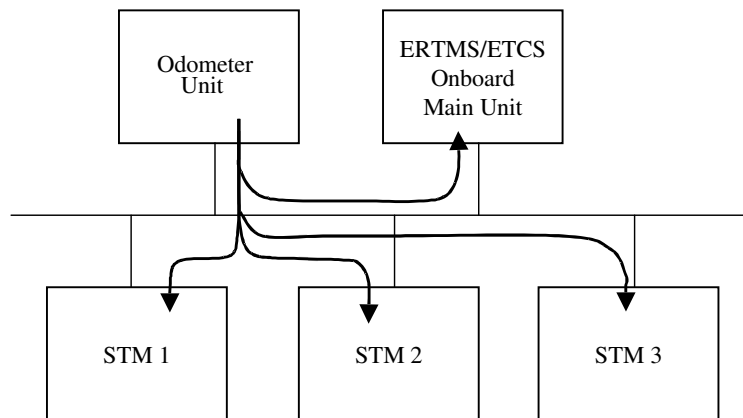 Odometer
Unit
ERTMS/ETCS
Onboard
Main Unit
STM 1
STM 2
STM 3